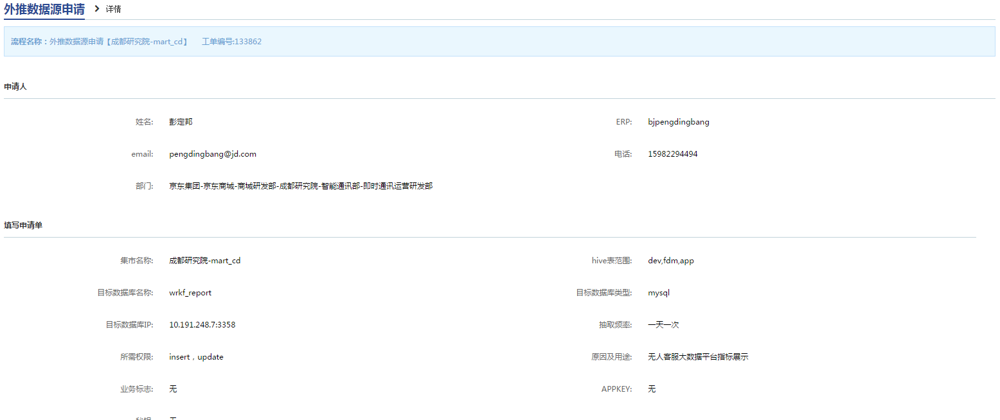 外推数据源申请 > 详情
流程名称：外推数据源申请【成都研究院-mart_cd】 工单编号:133862
申请人
姓名: 彭定邦 ERP: bjpengdingbang
email: pengdingbang@jd.com 电话: 15982294494
部门: 京东集团-京东商城-商城研发部-成都研究院-智能通讯部-即时通讯运营研发部
填写申请单
集市名称: 成都研究院-mart_cd hive表范围: dev,fdm,app
目标数据库名称: wrkf_report 目标数据库类型: mysql
目标数据库IP: 10.191.248.7:3358 抽取频率: 一天一次
所需权限: insert，update 原因及用途: 无人客服大数据平台指标展示
业务标志: 无 APPKEY: 无